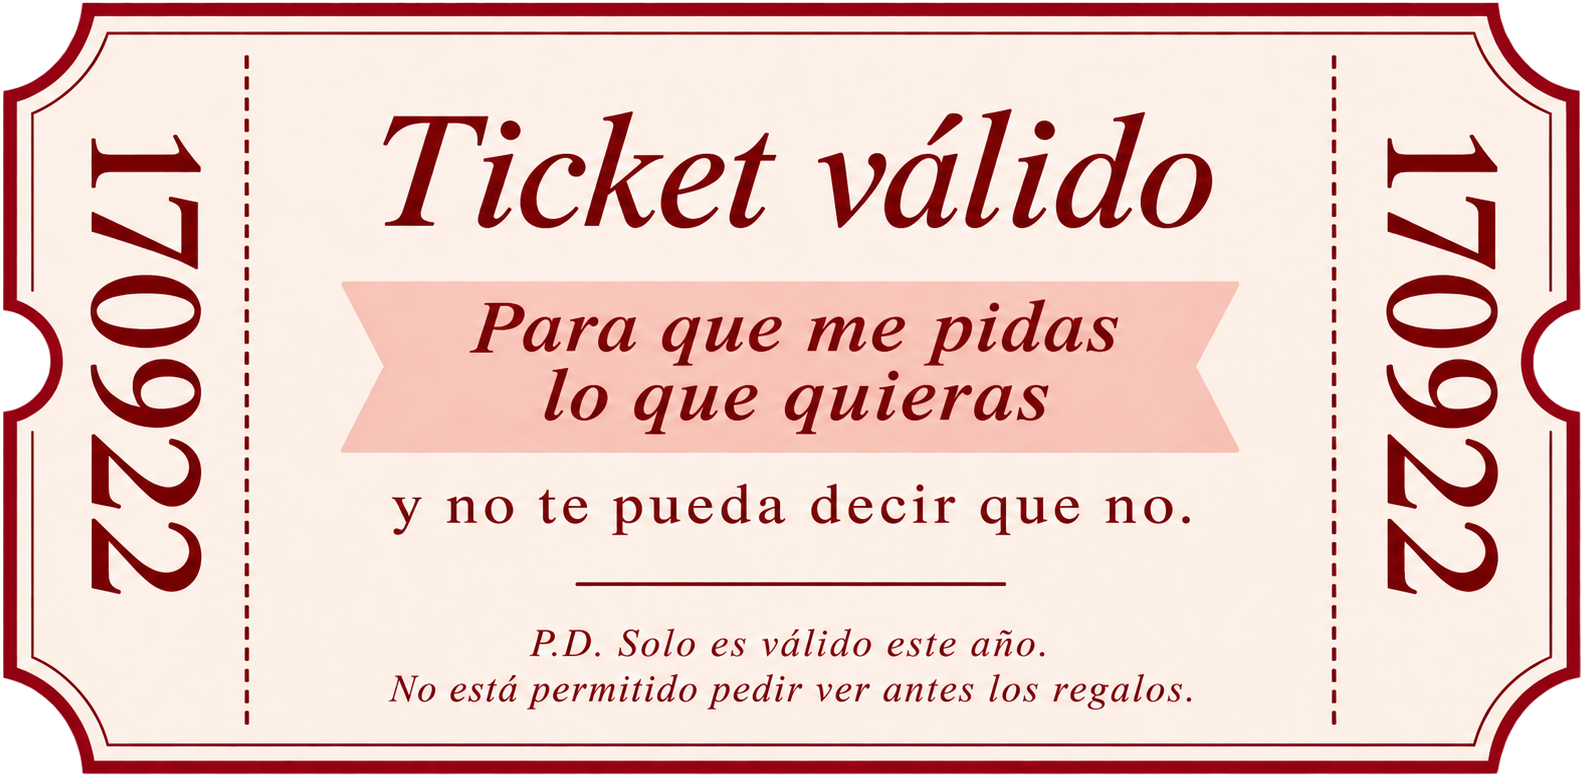 170922
Ticket válido
Para que me pidas
lo que quieras
y no te pueda decir que no.
P.D. Solo es válido este año.
No está permitido pedir ver antes los regalos.
170922